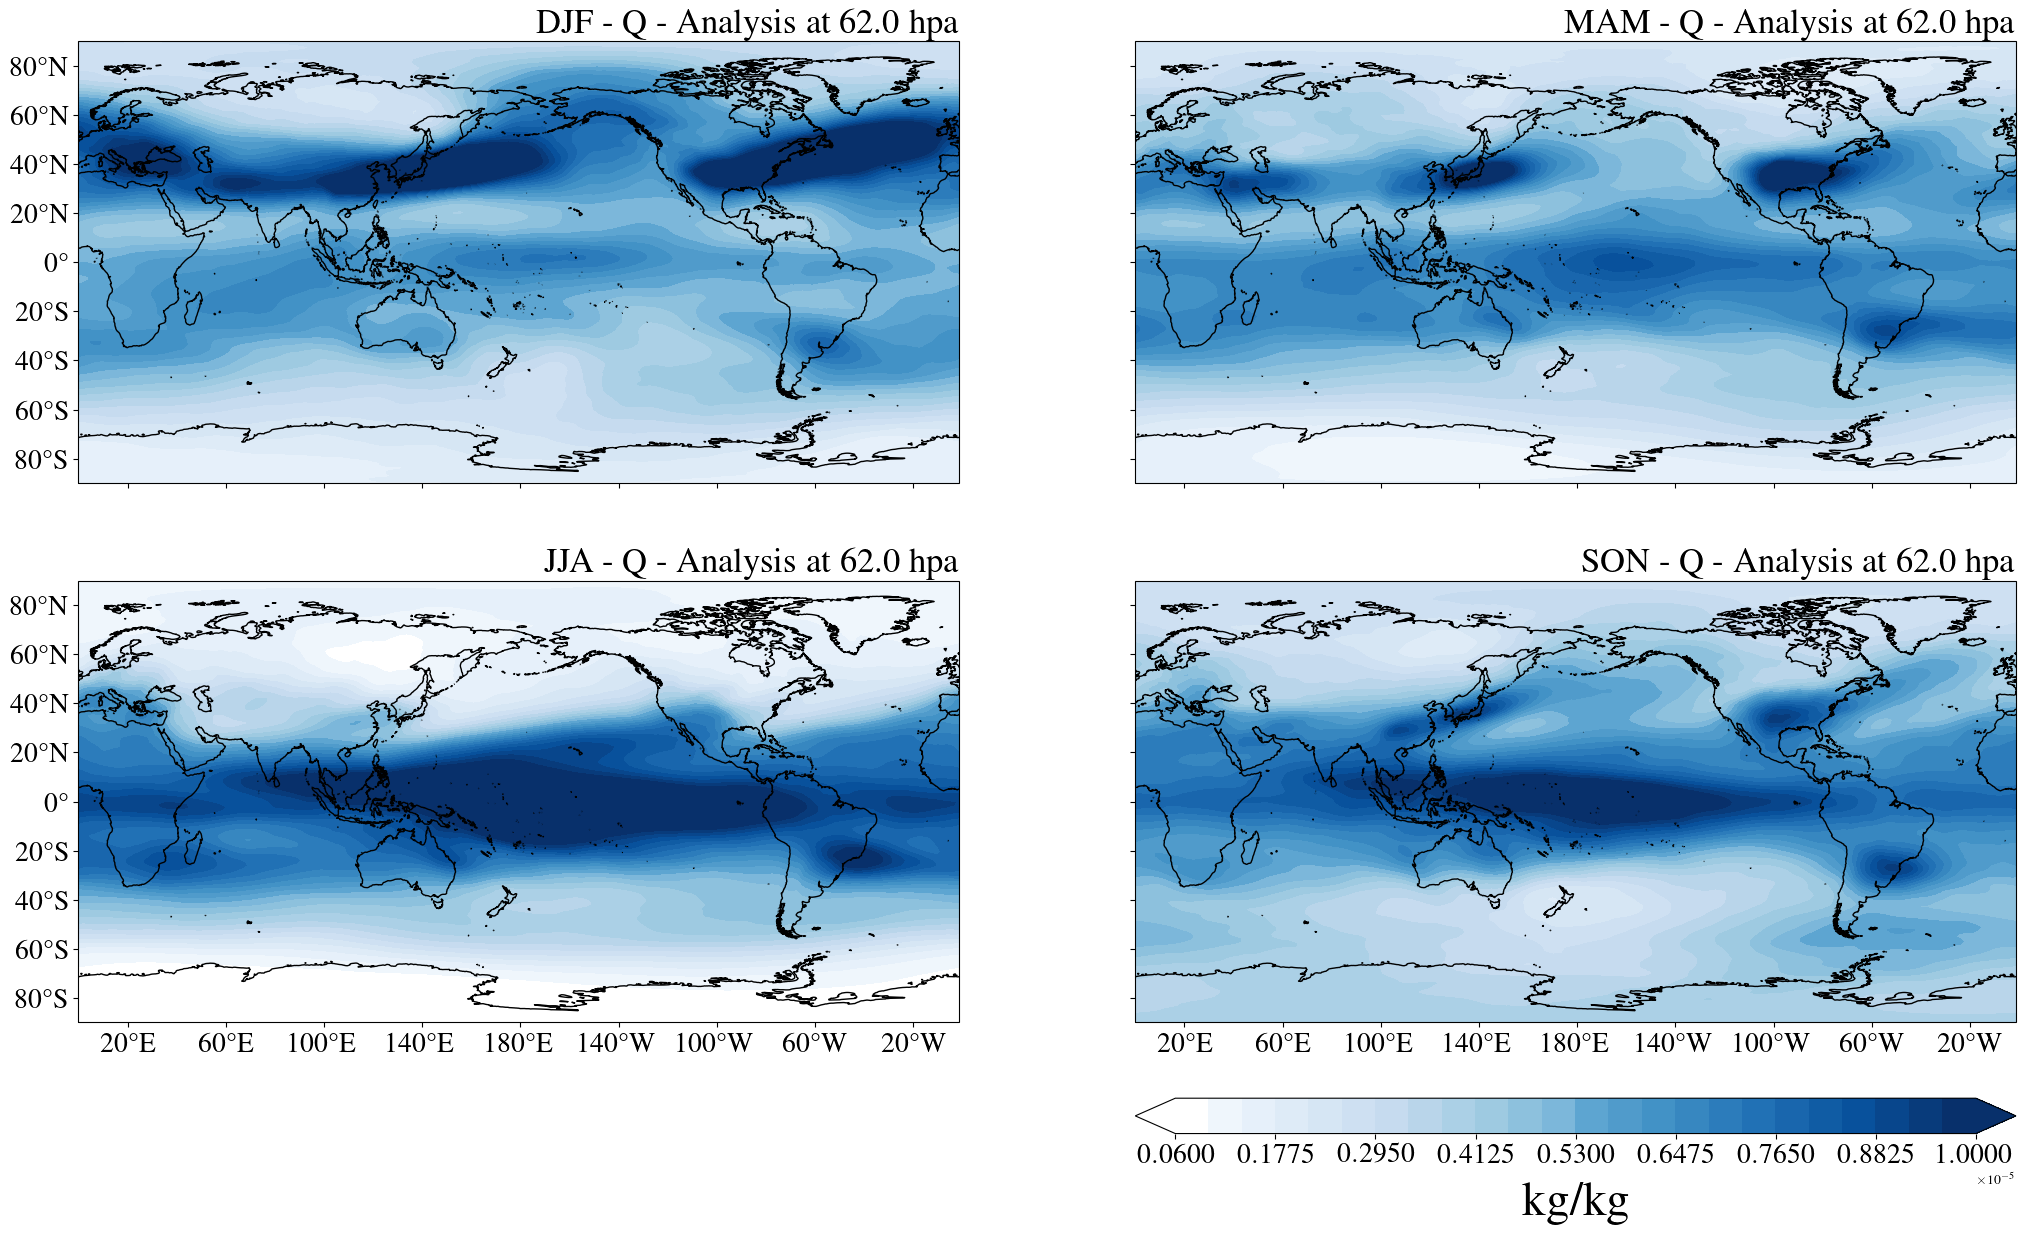 DJF - Q - Analysis at 62.0 hpa
MAM - Q - Analysis at 62.0 hpa
80°N
60°N
40°N
20°N
0°
20°S
40°S
60°S
80°S
JJA - Q - Analysis at 62.0 hpa
SON - Q - Analysis at 62.0 hpa
80°N
60°N
40°N
20°N
0°
20°S
40°S
60°S
80°S
20°E 60°E 100°E 140°E 180°E 140°W 100°W 60°W 20°W
20°E 60°E 100°E 140°E 180°E 140°W 100°W 60°W 20°W
0.0600 0.1775 0.2950 0.4125 0.5300 0.6475 0.7650 0.8825 1.0000
×10⁻⁵
kg/kg